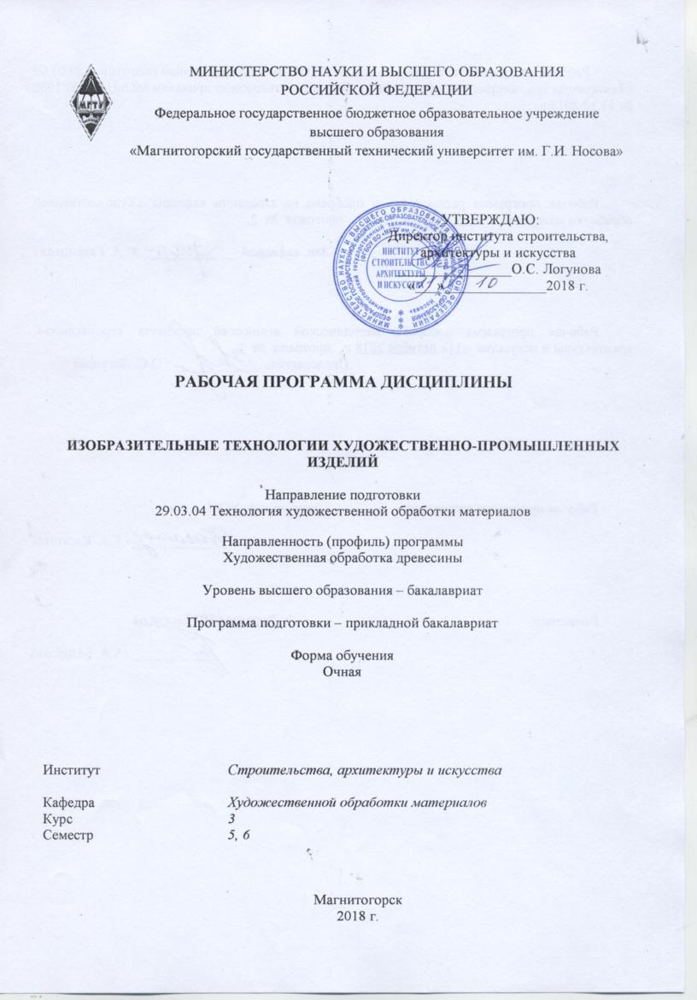 МИНИСТЕРСТВО НАУКИ И ВЫСШЕГО ОБРАЗОВАНИЯ
РОССИЙСКОЙ ФЕДЕРАЦИИ
Федеральное государственное бюджетное образовательное учреждение
высшего образования
«Магнитогорский государственный технический университет им. Г.И. Носова»
МГТУ
УТВЕРЖДАЮ:
Директор института строительства,
архитектуры и искусства
О.С. Логунова
« » 10 2018 г.
ИНСТИТУТ
СТРОИТЕЛЬСТВА,
АРХИТЕКТУРЫ
И ИСКУССТВА
РАБОЧАЯ ПРОГРАММА ДИСЦИПЛИНЫ
ИЗОБРАЗИТЕЛЬНЫЕ ТЕХНОЛОГИИ ХУДОЖЕСТВЕННО-ПРОМЫШЛЕННЫХ
ИЗДЕЛИЙ
Направление подготовки
29.03.04 Технология художественной обработки материалов
Направленность (профиль) программы
Художественная обработка древесины
Уровень высшего образования – бакалавриат
Программа подготовки – прикладной бакалавриат
Форма обучения
Очная
Институт Строительства, архитектуры и искусства
Кафедра Художественной обработки материалов
Курс 3
Семестр 5, 6
Магнитогорск
2018 г.